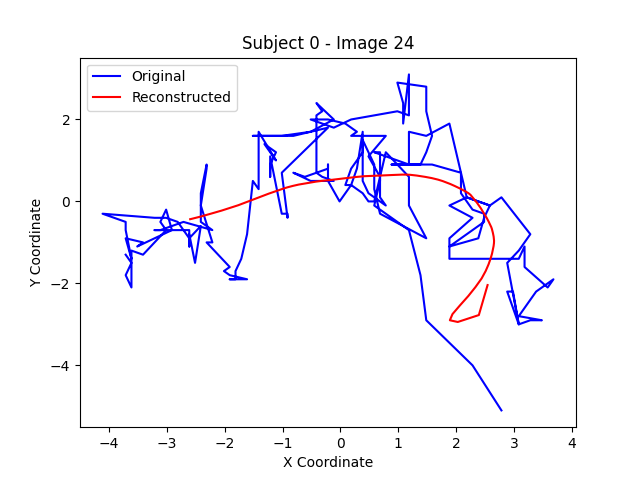 Subject 0 - Image 24
Original
Reconstructed
Y Coordinate
2
0
−2
−4
−4 −3 −2 −1 0 1 2 3 4
X Coordinate